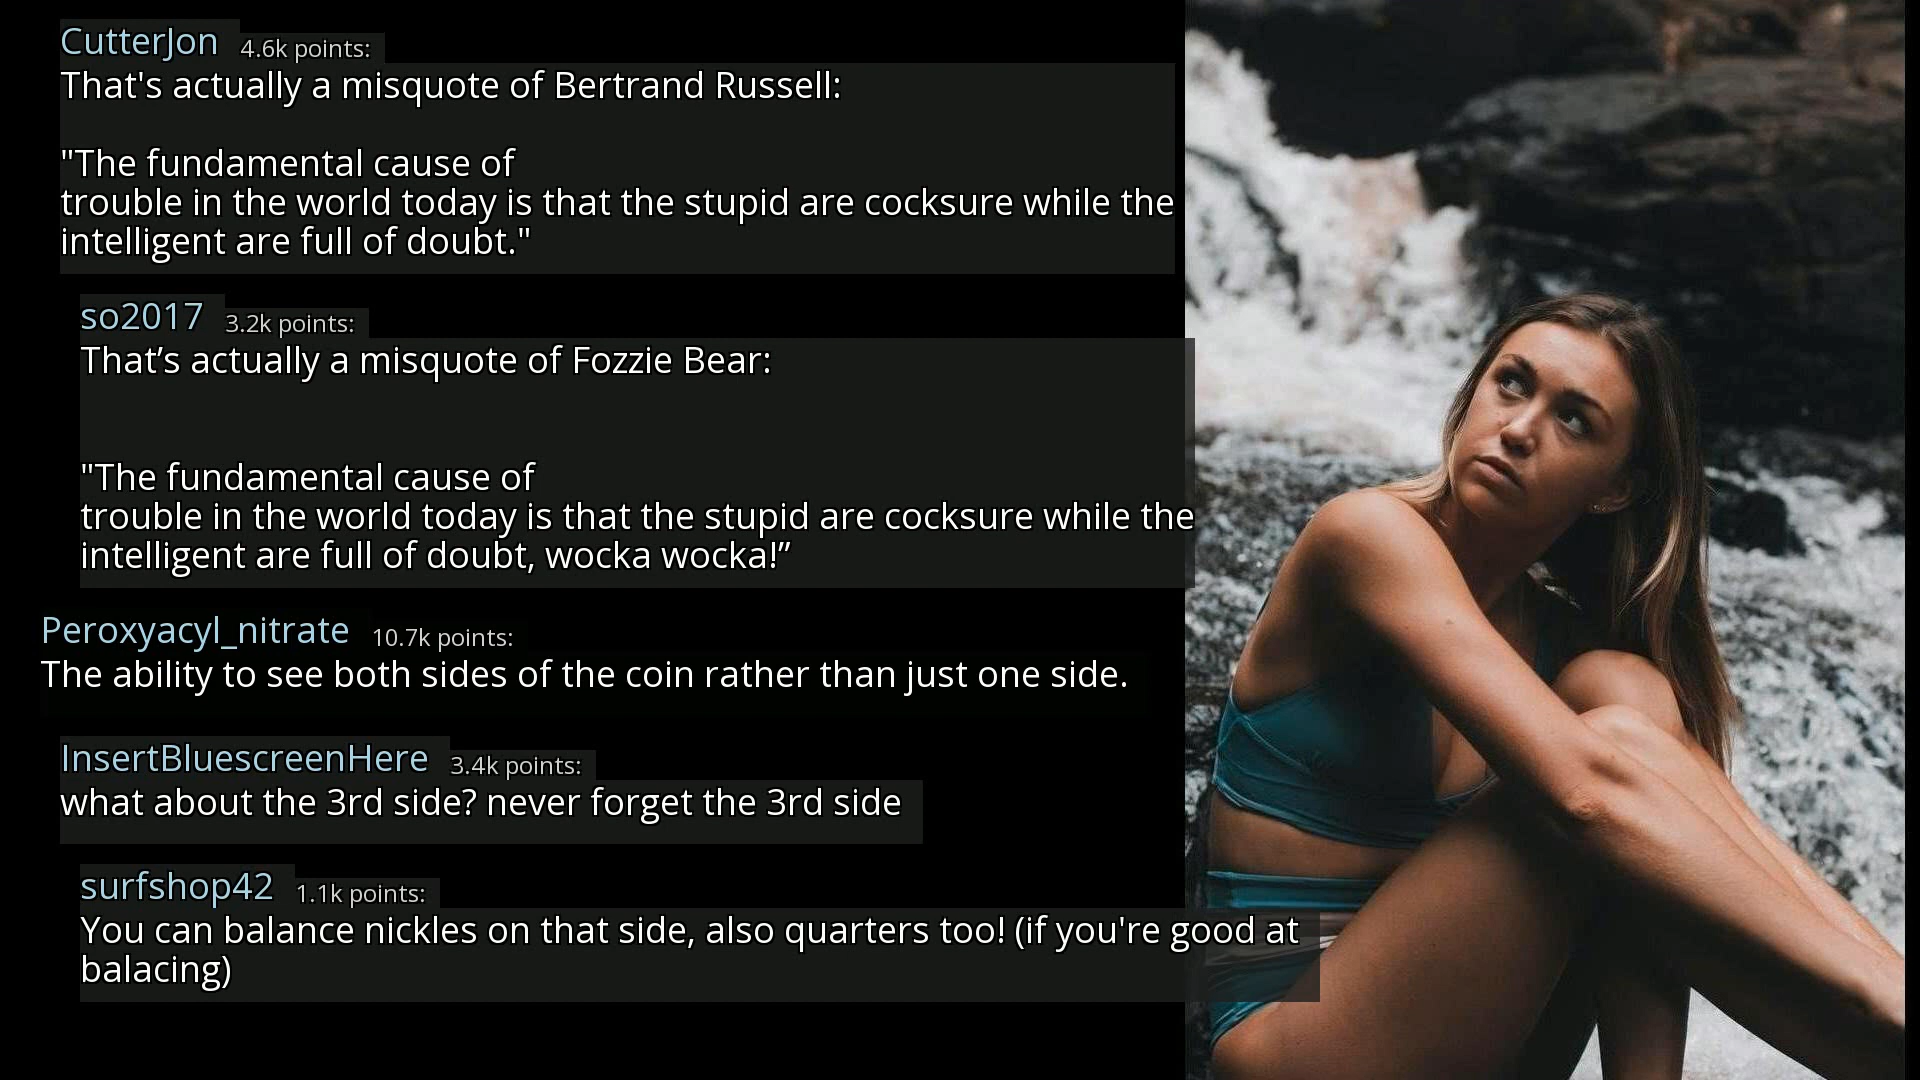 CutterJon 4.6k points:
That's actually a misquote of Bertrand Russell:
"The fundamental cause of
trouble in the world today is that the stupid are cocksure while the
intelligent are full of doubt."
so2017 3.2k points:
That’s actually a misquote of Fozzie Bear:
"The fundamental cause of
trouble in the world today is that the stupid are cocksure while the
intelligent are full of doubt, wocka wocka!”
Peroxyacyl_nitrate 10.7k points:
The ability to see both sides of the coin rather than just one side.
InsertBluescreenHere 3.4k points:
what about the 3rd side? never forget the 3rd side
surfshop42 1.1k points:
You can balance nickles on that side, also quarters too! (if you're good at
balacing)